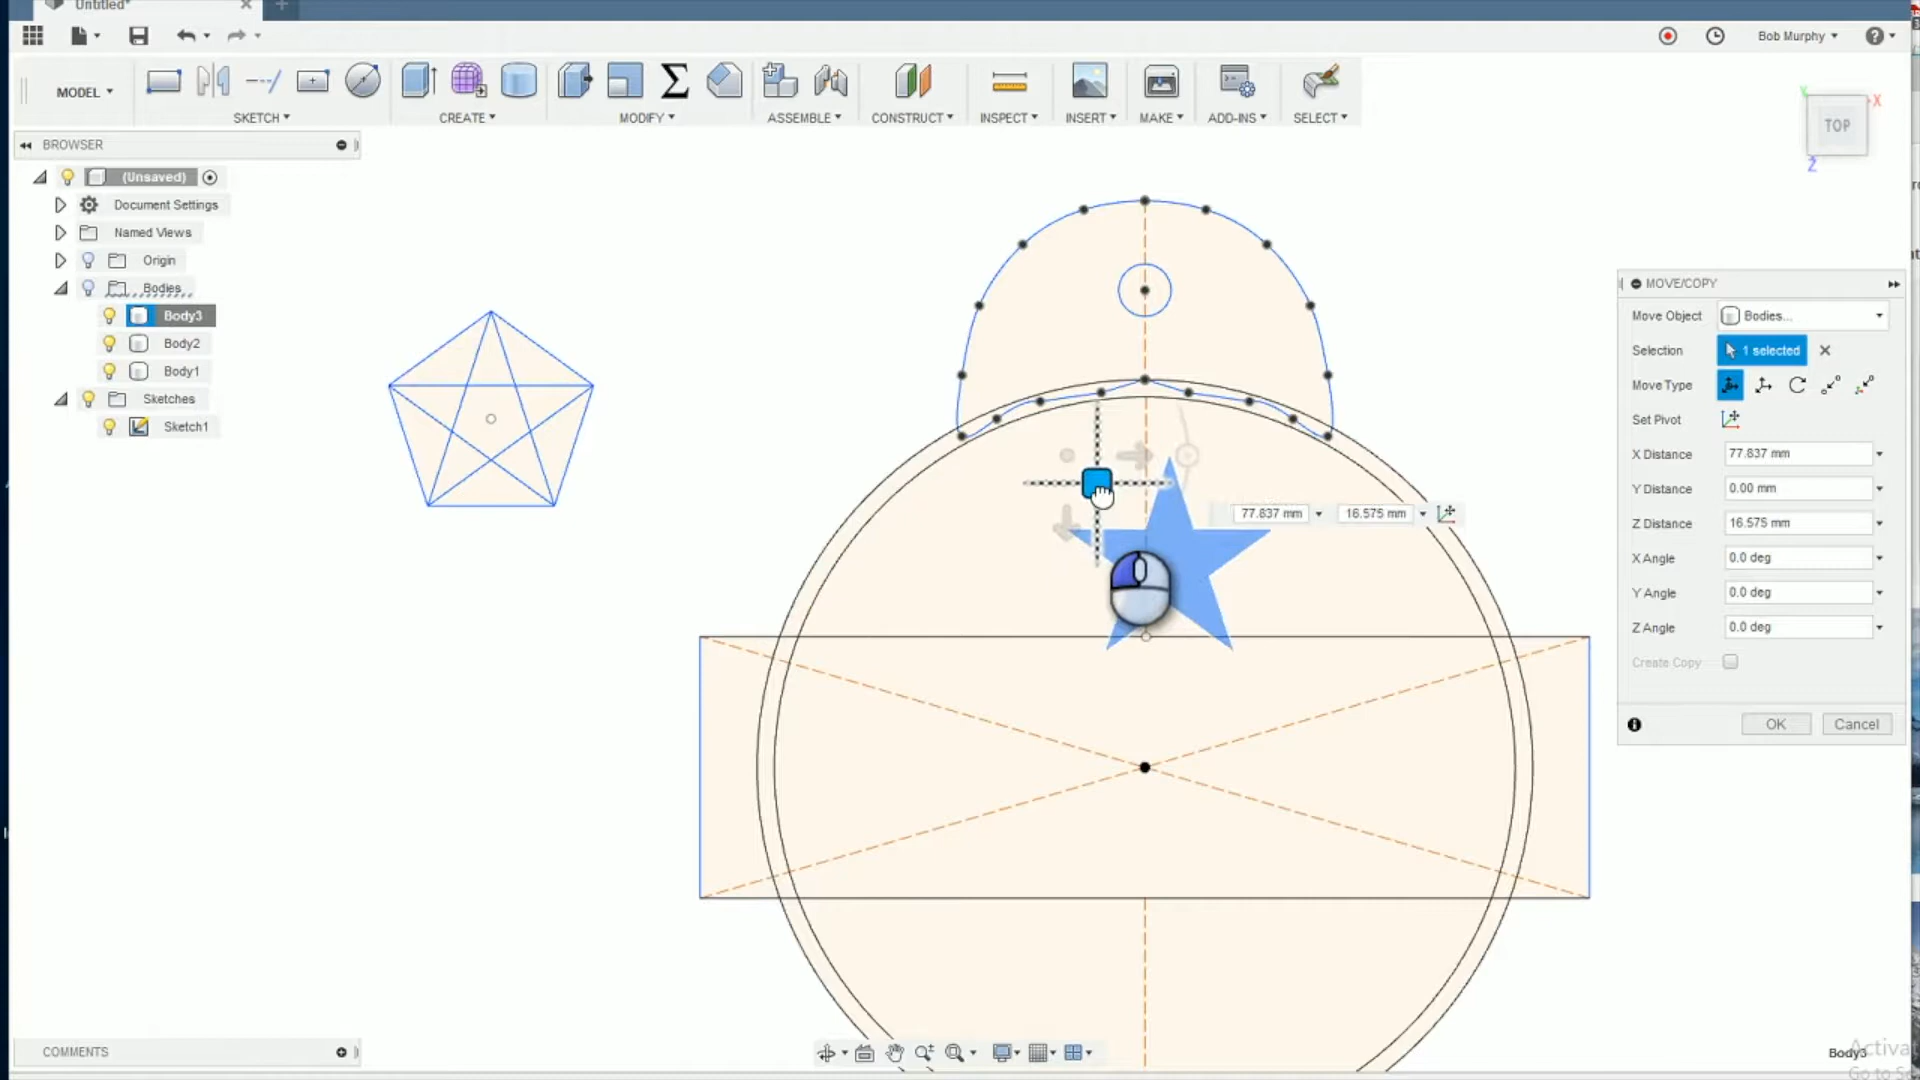 Untitled*
Bob Murphy
MODEL
SKETCH
CREATE
MODIFY
ASSEMBLE
CONSTRUCT
INSPECT
INSERT
MAKE
ADD-INS
SELECT
BROWSER
(Unsaved)
Document Settings
Named Views
Origin
Bodies
Body3
Body2
Body1
Sketches
Sketch1
Y
X
TOP
Z
MOVE/COPY
Move Object
Bodies...
Selection
1 selected
Move Type
Set Pivot
X Distance
77.837 mm
Y Distance
0.00 mm
Z Distance
16.575 mm
X Angle
0.0 deg
Y Angle
0.0 deg
Z Angle
0.0 deg
Create Copy
OK
Cancel
77.837 mm
16.575 mm
COMMENTS
Body3
Activat
Go to Se